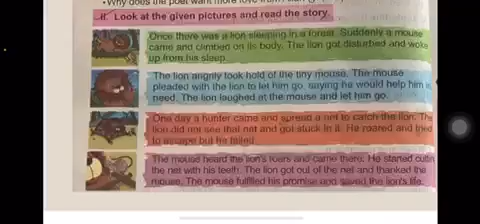 Why does the poet want more love from
II. Look at the given pictures and read the story.
Once there was a lion sleeping in a forest. Suddenly a mouse
came and climbed on its body. The lion got disturbed and woke
up from his sleep.
The lion angrily took hold of the tiny mouse. The mouse
pleaded with the lion to let him go, saying he would help him in
need. The lion laughed at the mouse and let him go.
One day a hunter came and spread a net to catch the lion. The
lion did not see that net and got stuck in it. He roared and tried
to escape but he failed.
The mouse heard the lion's roars and came there. He started cutting
the net with his teeth. The lion got out of the net and thanked the
mouse. The mouse fulfilled his promise and saved the lion's life.